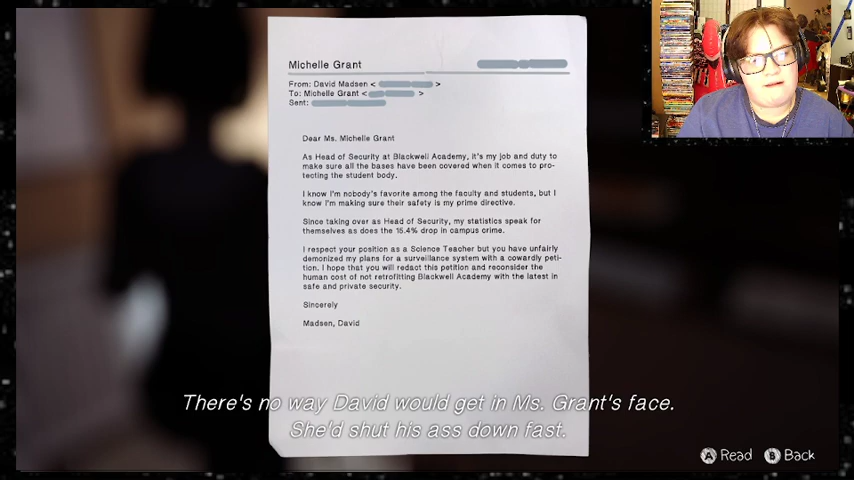 Michelle Grant
From: David Madsen < >
To: Michelle Grant < >
Sent:
Dear Ms. Michelle Grant
As Head of Security at Blackwell Academy, it's my job and duty to
make sure all the bases have been covered when it comes to pro-
tecting the student body.
I know I'm nobody's favorite among the faculty and students, but I
know I'm making sure their safety is my prime directive.
Since taking over as Head of Security, my statistics speak for
themselves as does the 15.4% drop in campus crime.
I respect your position as a Science Teacher but you have unfairly
demonized my plans for a surveillance system with a cowardly peti-
tion. I hope that you will redact this petition and reconsider the
human cost of not retrofitting Blackwell Academy with the latest in
safe and private security.
Sincerely
Madsen, David
There's no way David would get in Ms. Grant's face.
She'd shut his ass down fast.
A Read B Back